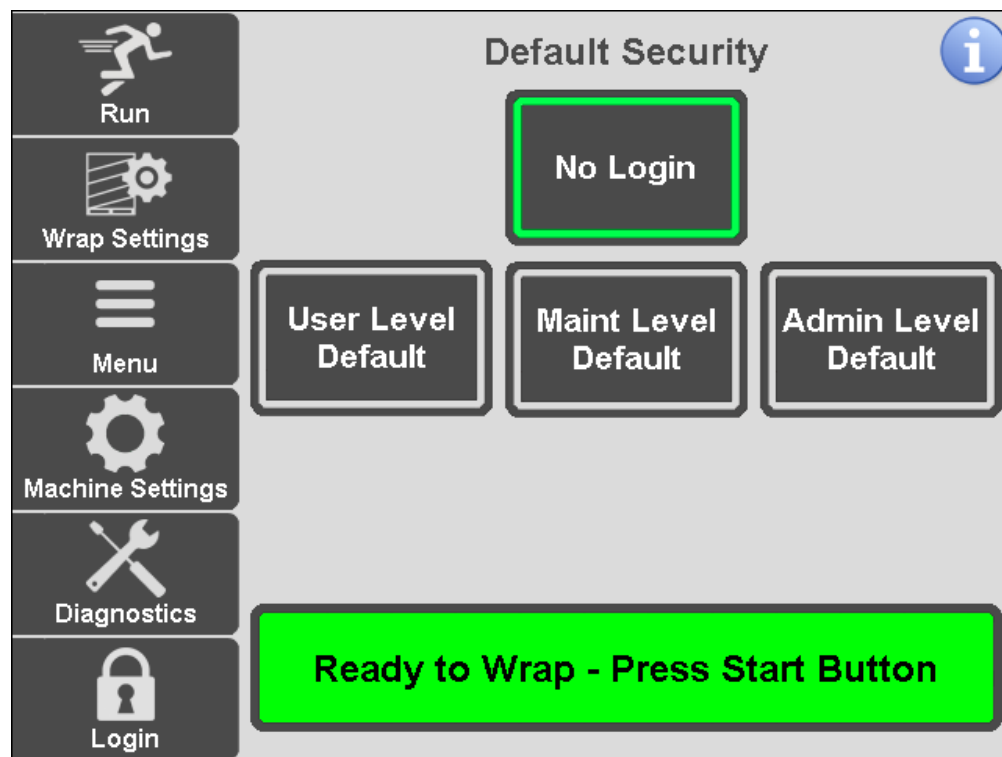 Run
Wrap Settings
Menu
Machine Settings
Diagnostics
Login
Default Security
i
No Login
User Level
Default
Maint Level
Default
Admin Level
Default
Ready to Wrap - Press Start Button